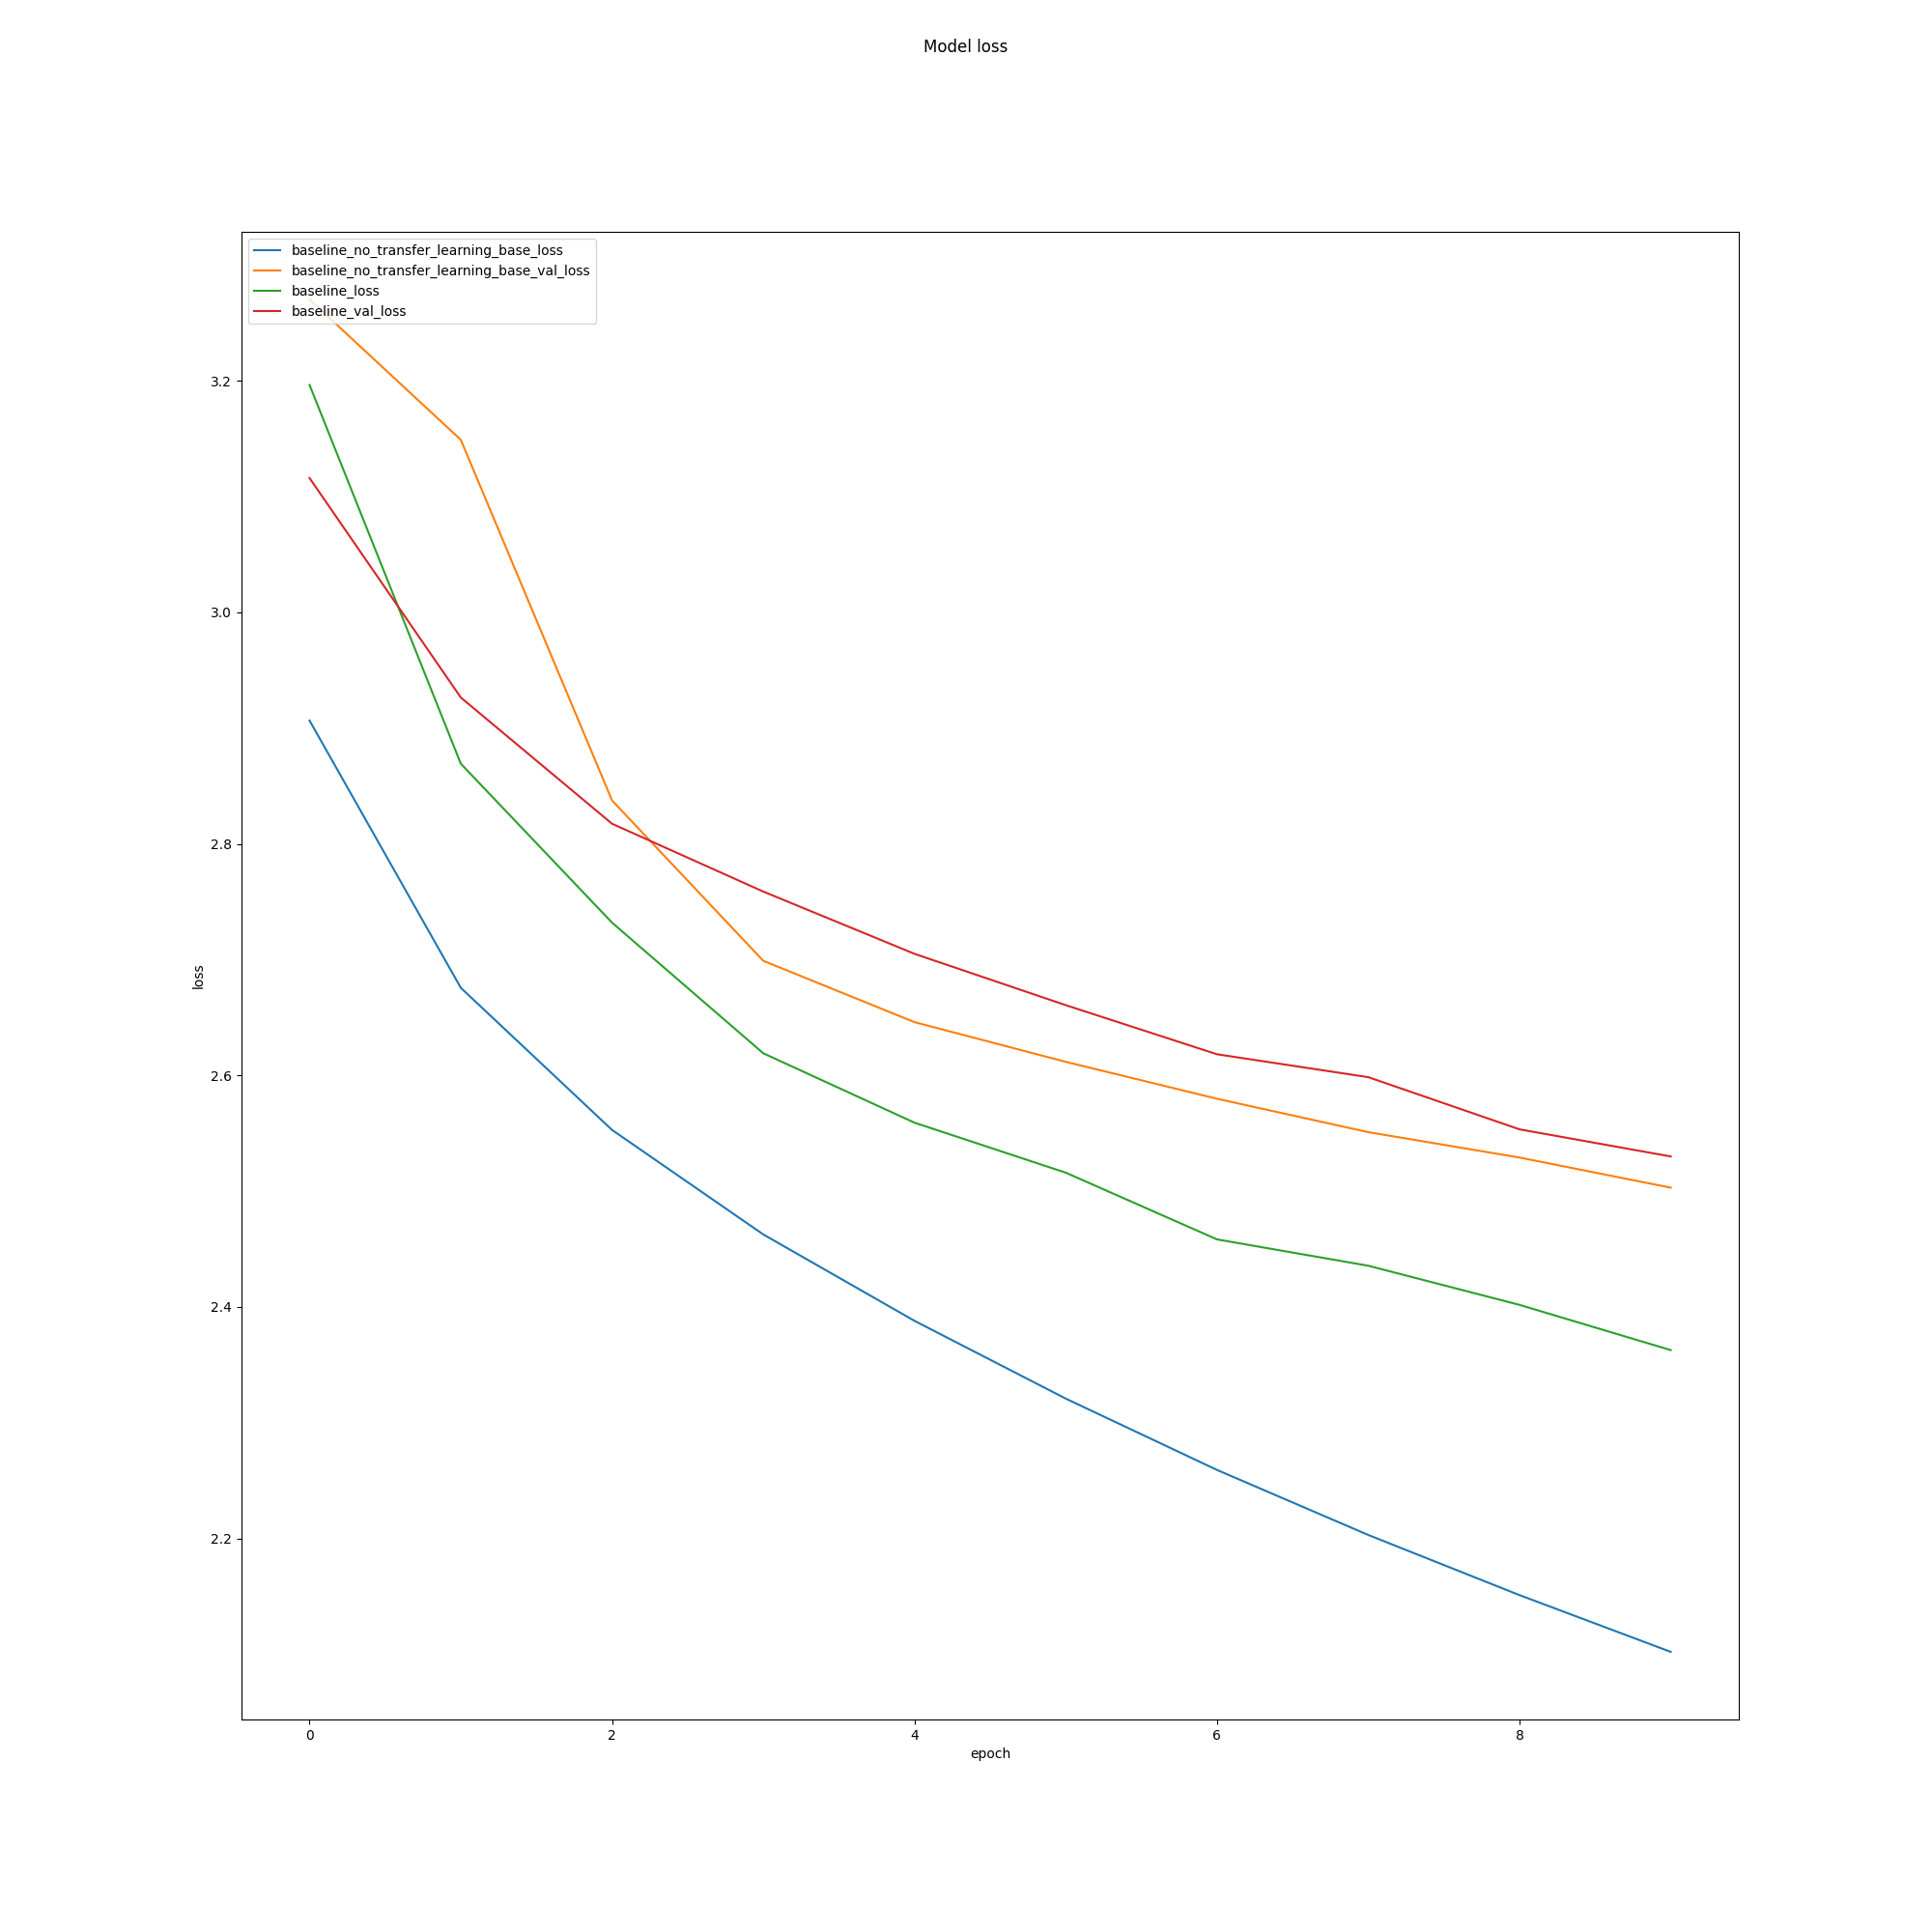 Model loss
baseline_no_transfer_learning_base_loss
baseline_no_transfer_learning_base_val_loss
baseline_loss
baseline_val_loss
3.2
3.0
2.8
2.6
2.4
2.2
loss
0 2 4 6 8
epoch